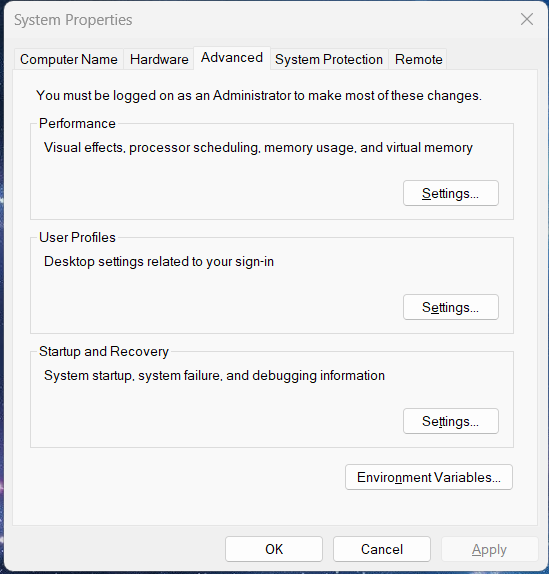 System Properties
Computer Name Hardware Advanced System Protection Remote
You must be logged on as an Administrator to make most of these changes.
Performance
Visual effects, processor scheduling, memory usage, and virtual memory
Settings...
User Profiles
Desktop settings related to your sign-in
Settings...
Startup and Recovery
System startup, system failure, and debugging information
Settings...
Environment Variables...
OK Cancel Apply